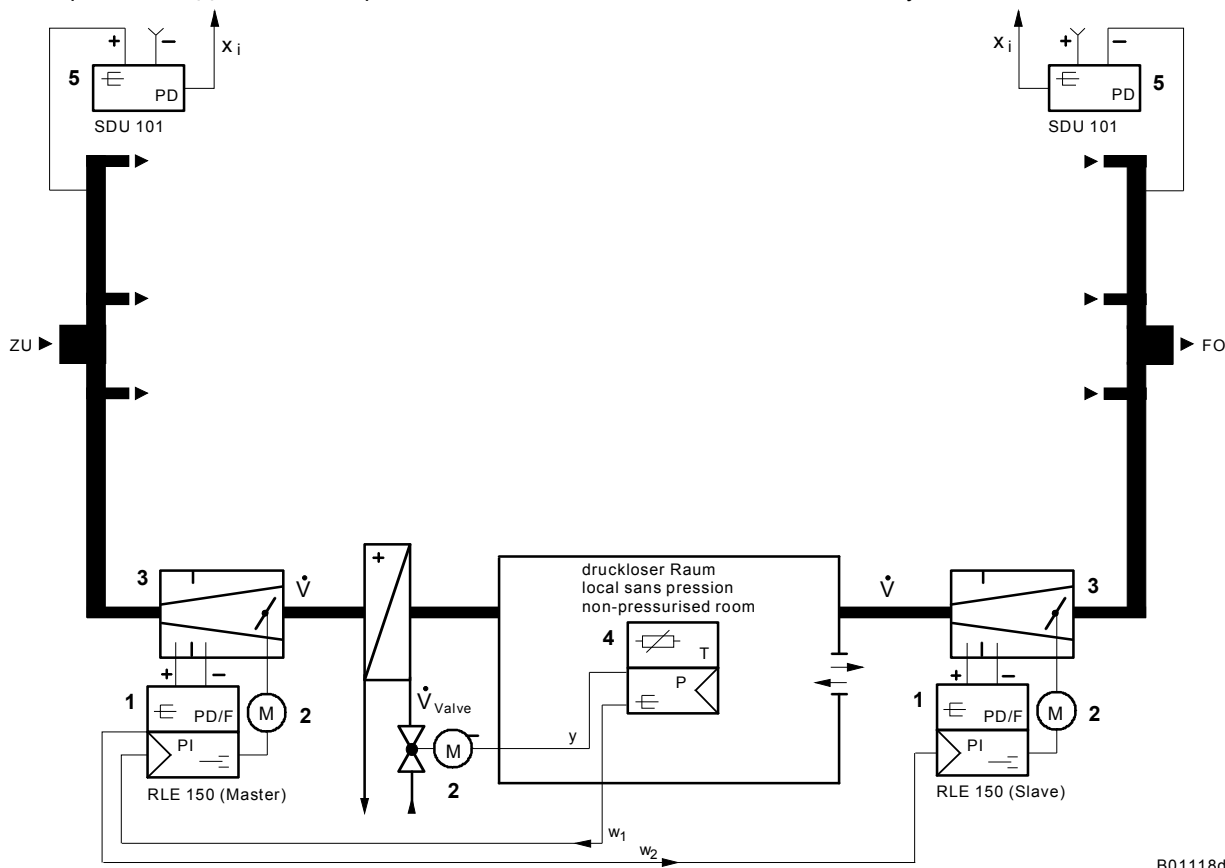 + − x i
5
PD
SDU 101
x i + −
PD
5
SDU 101
ZU
FO
3
V̇
+
druckloser Raum
local sans pression
non-pressurised room
4
T
P
V̇
3
+ −
1
PD/F
M
2
PI
RLE 150 (Master)
V̇ Valve
M
2
y
+ −
1
PD/F
M
2
PI
RLE 150 (Slave)
w1
w2
B01118d